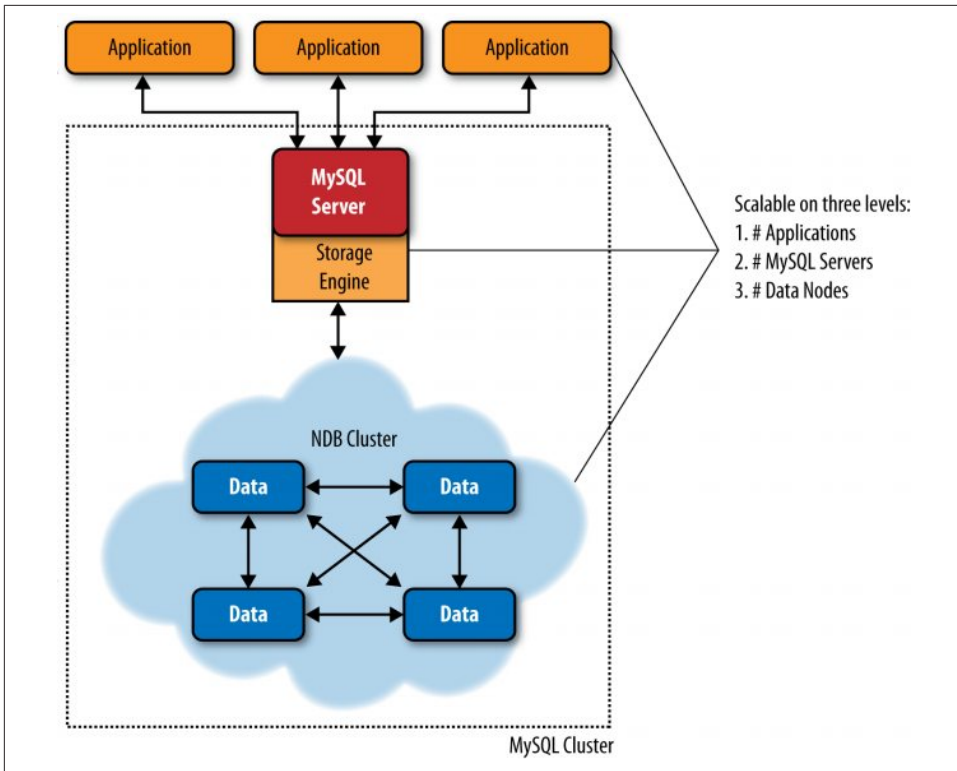 Application
Application
Application
MySQL
Server
Storage
Engine
Scalable on three levels:
1. # Applications
2. # MySQL Servers
3. # Data Nodes
NDB Cluster
Data
Data
Data
Data
MySQL Cluster